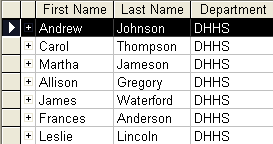 First Name Last Name Department
+ Andrew Johnson DHHS
+ Carol Thompson DHHS
+ Martha Jameson DHHS
+ Allison Gregory DHHS
+ James Waterford DHHS
+ Frances Anderson DHHS
+ Leslie Lincoln DHHS